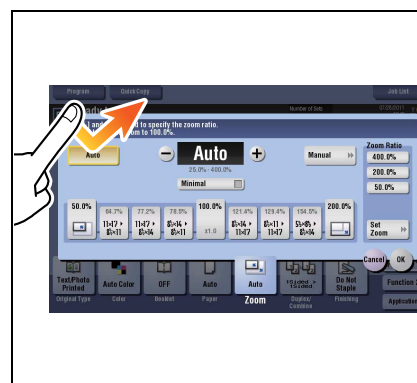 Program Quick Copy Job List
Number of Sets
to specify the zoom ratio.
to 100.0%.
Auto
Auto
25.0% - 400.0%
Minimal
Manual
Zoom Ratio
400.0%
200.0%
50.0%
Set Zoom
50.0% 64.7% 77.2% 78.5% 100.0% 121.4% 129.4% 154.5% 200.0%
x1.0
Cancel OK
Text/Photo Printed Auto Color OFF Auto Auto 1Sided > 1Sided Do Not Staple
Original Type Color Booklet Paper Zoom Duplex/Combine Finishing
Function
Application